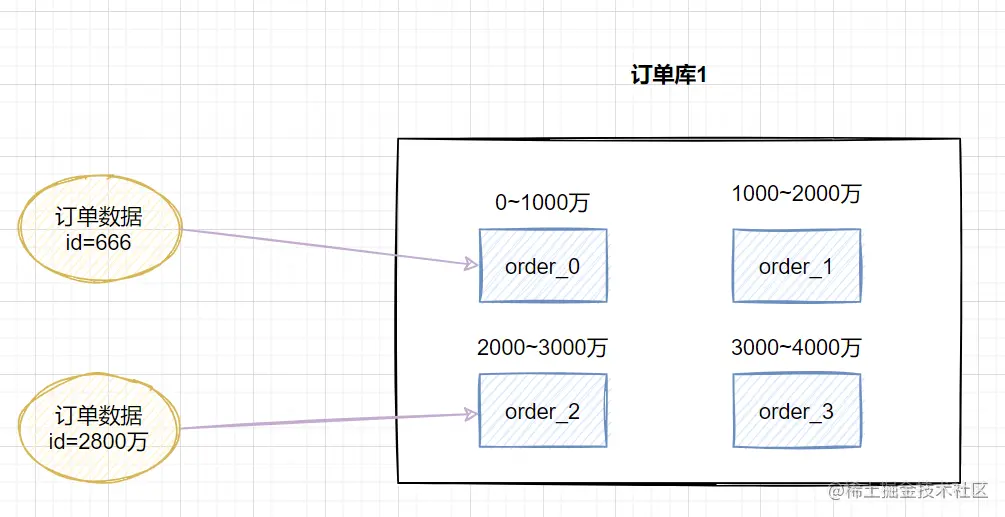 订单库1
0~1000万
1000~2000万
订单数据
id=666
order_0
order_1
2000~3000万
3000~4000万
订单数据
id=2800万
order_2
order_3
@稀土掘金技术社区